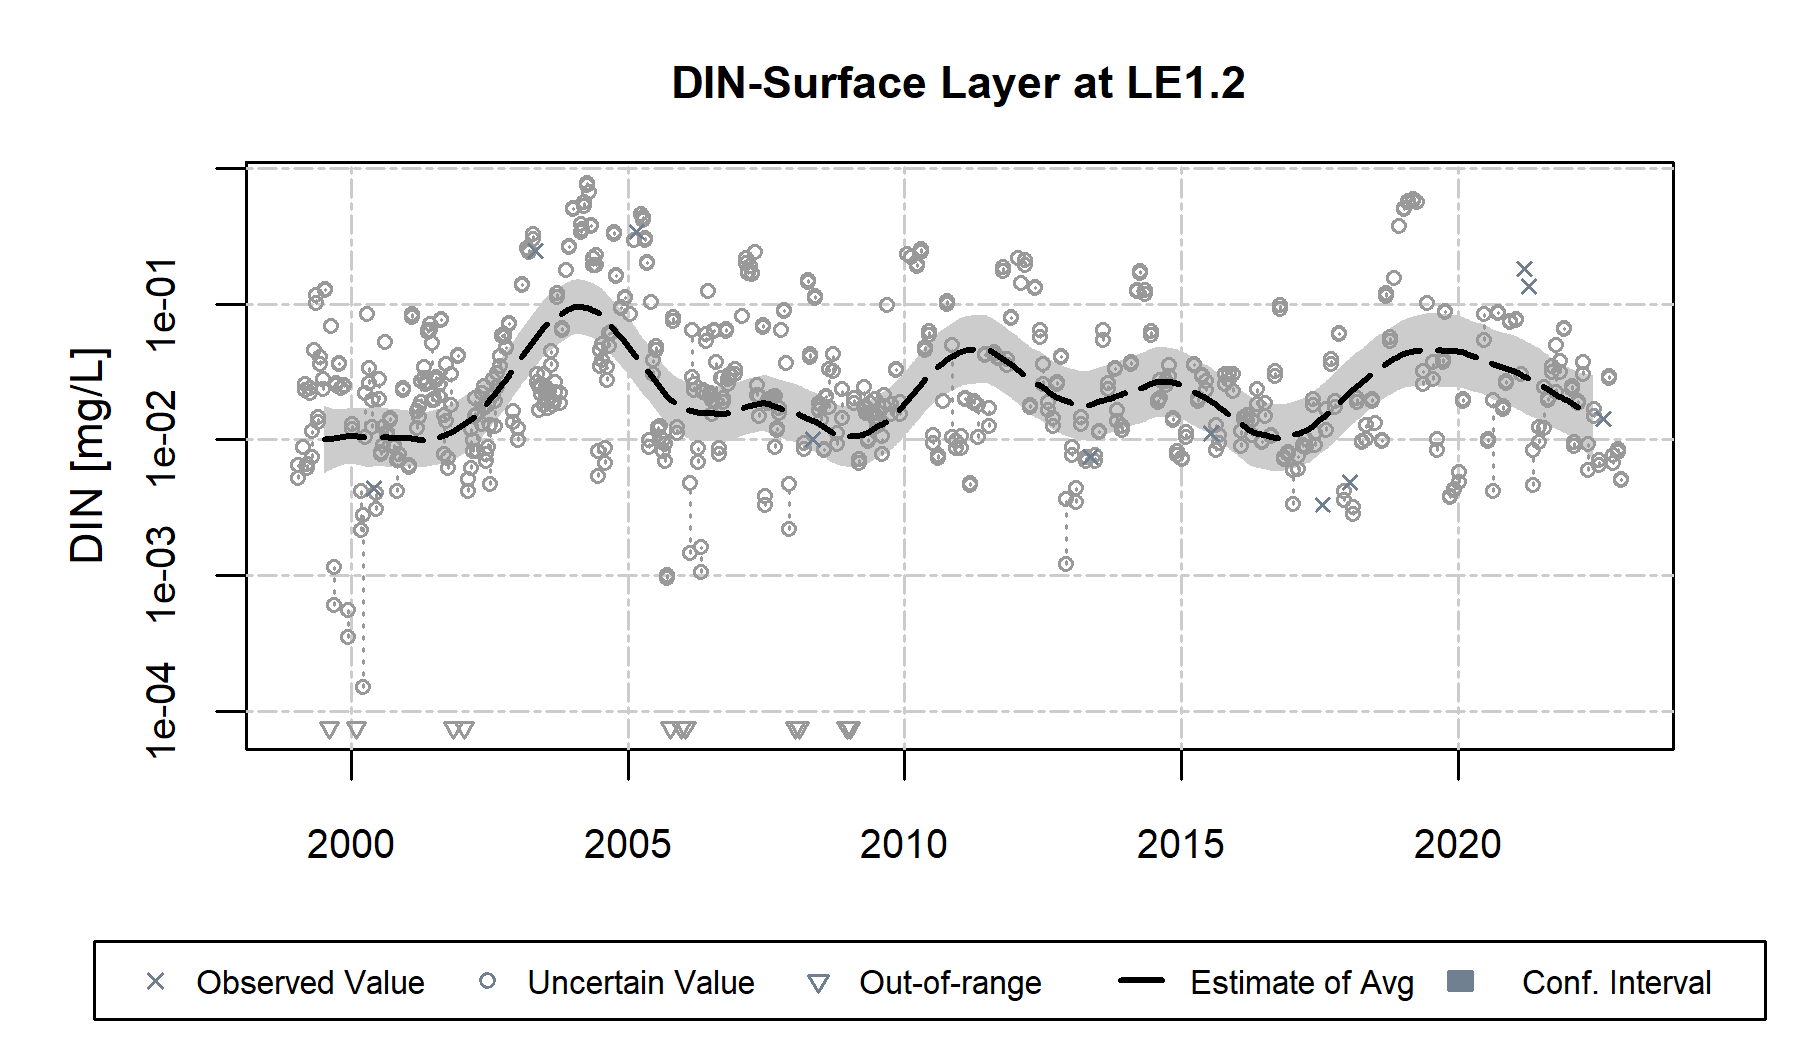 DIN-Surface Layer at LE1.2
DIN [mg/L]
1e-01
1e-02
1e-03
1e-04
2000 2005 2010 2015 2020
Observed Value Uncertain Value Out-of-range Estimate of Avg Conf. Interval